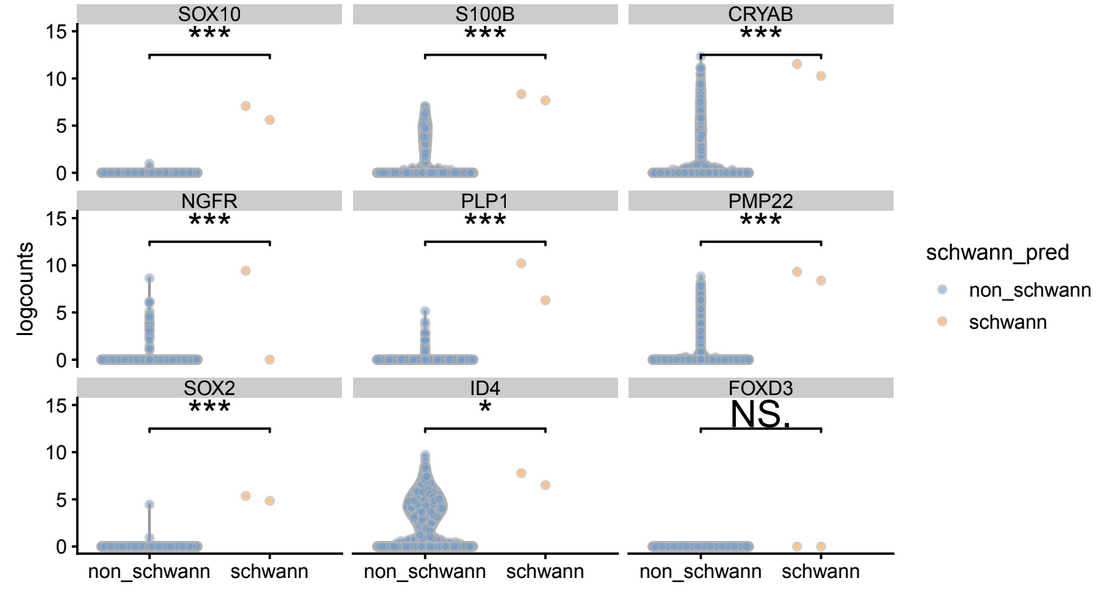 SOX10 S100B CRYAB
15 *** *** ***
10
5
0
NGFR PLP1 PMP22
15 *** *** ***
10
5
0
logcounts
schwann_pred
non_schwann
schwann
SOX2 ID4 FOXD3
15 *** * NS.
10
5
0
non_schwann schwann non_schwann schwann non_schwann schwann